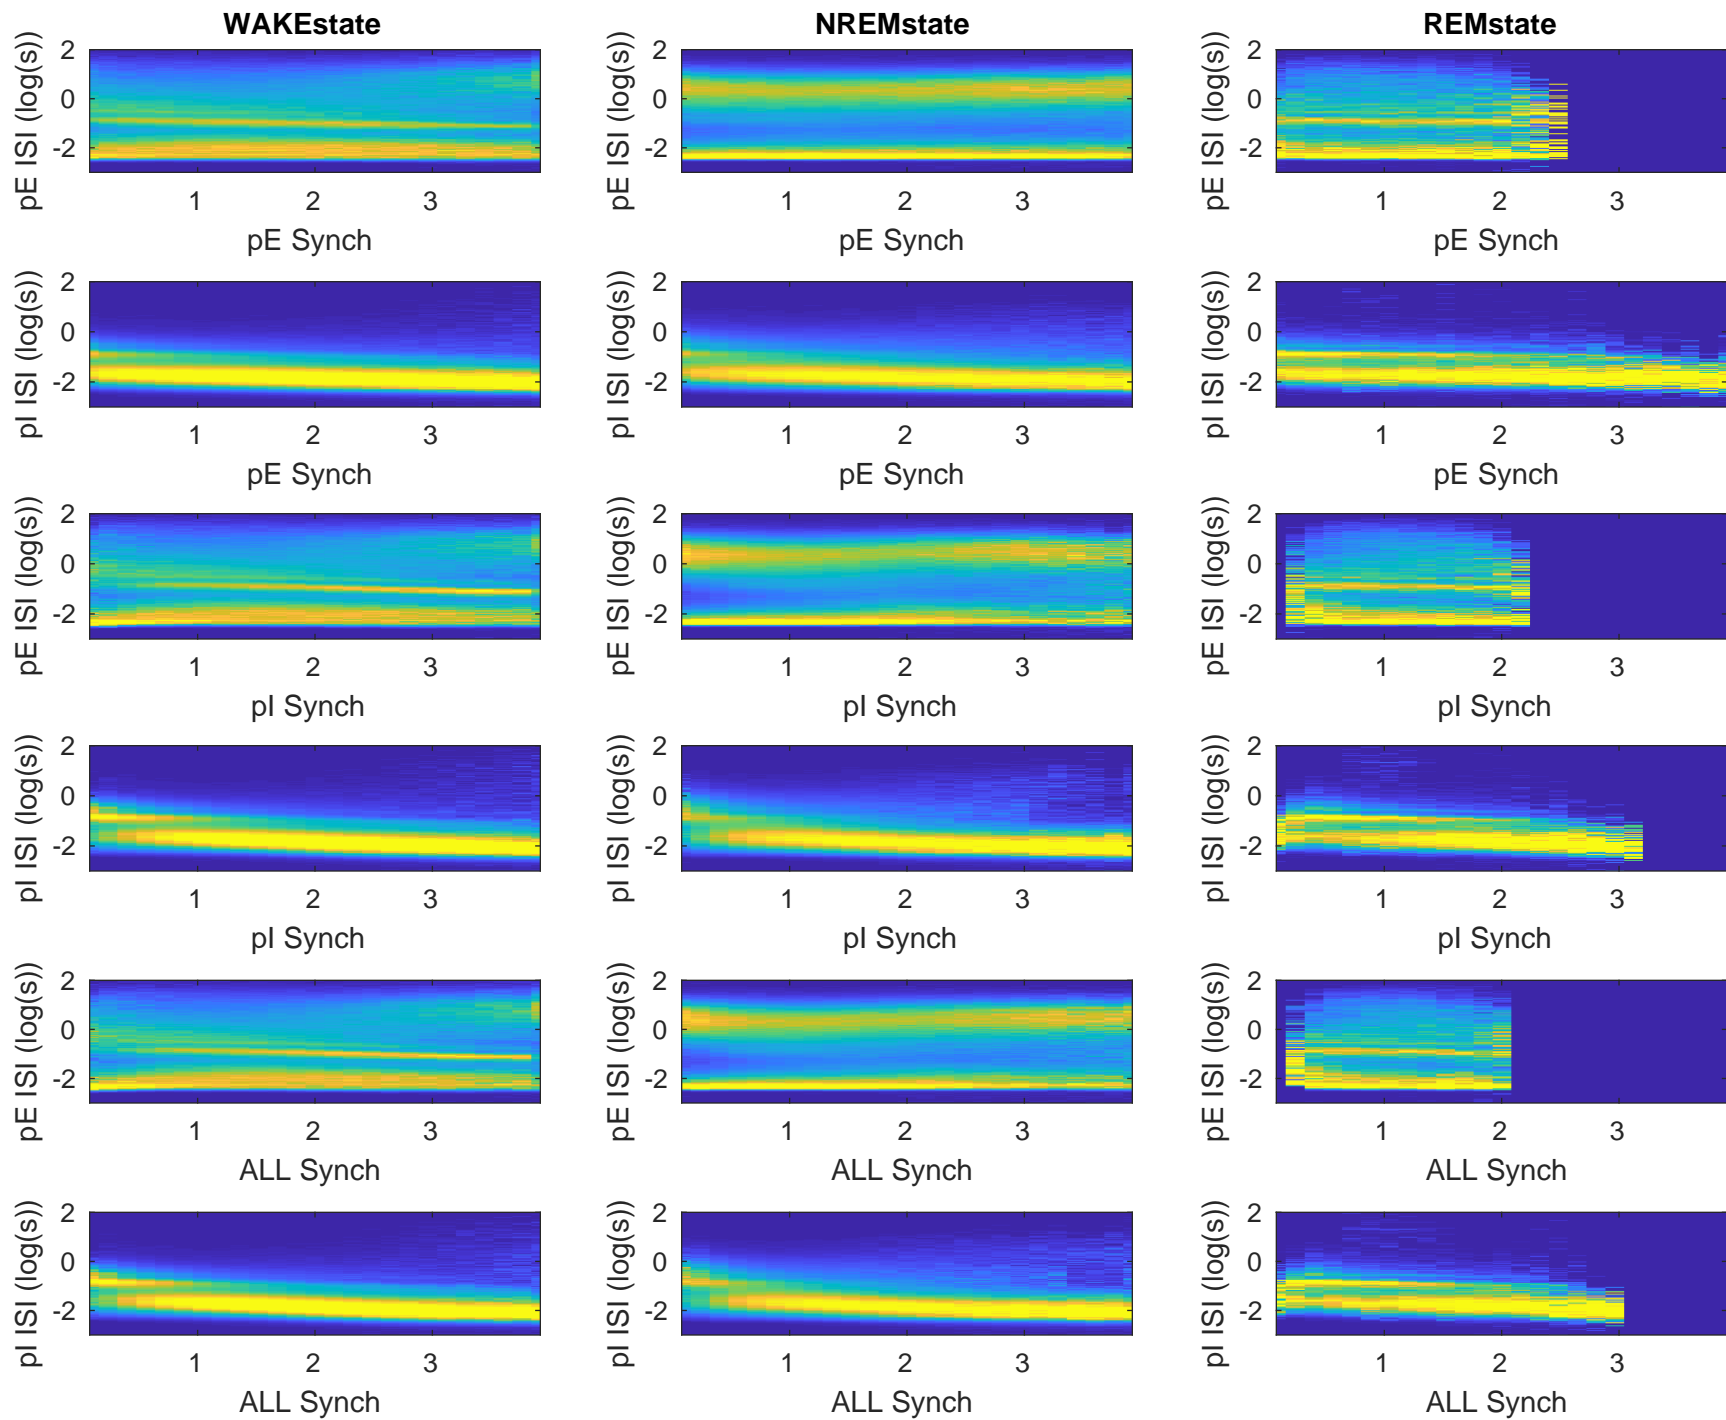 WAKEstate NREMstate REMstate
pE ISI (log(s)) 2 0 -2 pE ISI (log(s)) 2 0 -2 pE ISI (log(s)) 2 0 -2
1 2 3 1 2 3 1 2 3
pE Synch pE Synch pE Synch
pI ISI (log(s)) 2 0 -2 pI ISI (log(s)) 2 0 -2 pI ISI (log(s)) 2 0 -2
1 2 3 1 2 3 1 2 3
pE Synch pE Synch pE Synch
pE ISI (log(s)) 2 0 -2 pE ISI (log(s)) 2 0 -2 pE ISI (log(s)) 2 0 -2
1 2 3 1 2 3 1 2 3
pI Synch pI Synch pI Synch
pI ISI (log(s)) 2 0 -2 pI ISI (log(s)) 2 0 -2 pI ISI (log(s)) 2 0 -2
1 2 3 1 2 3 1 2 3
pI Synch pI Synch pI Synch
pE ISI (log(s)) 2 0 -2 pE ISI (log(s)) 2 0 -2 pE ISI (log(s)) 2 0 -2
1 2 3 1 2 3 1 2 3
ALL Synch ALL Synch ALL Synch
pI ISI (log(s)) 2 0 -2 pI ISI (log(s)) 2 0 -2 pI ISI (log(s)) 2 0 -2
1 2 3 1 2 3 1 2 3
ALL Synch ALL Synch ALL Synch